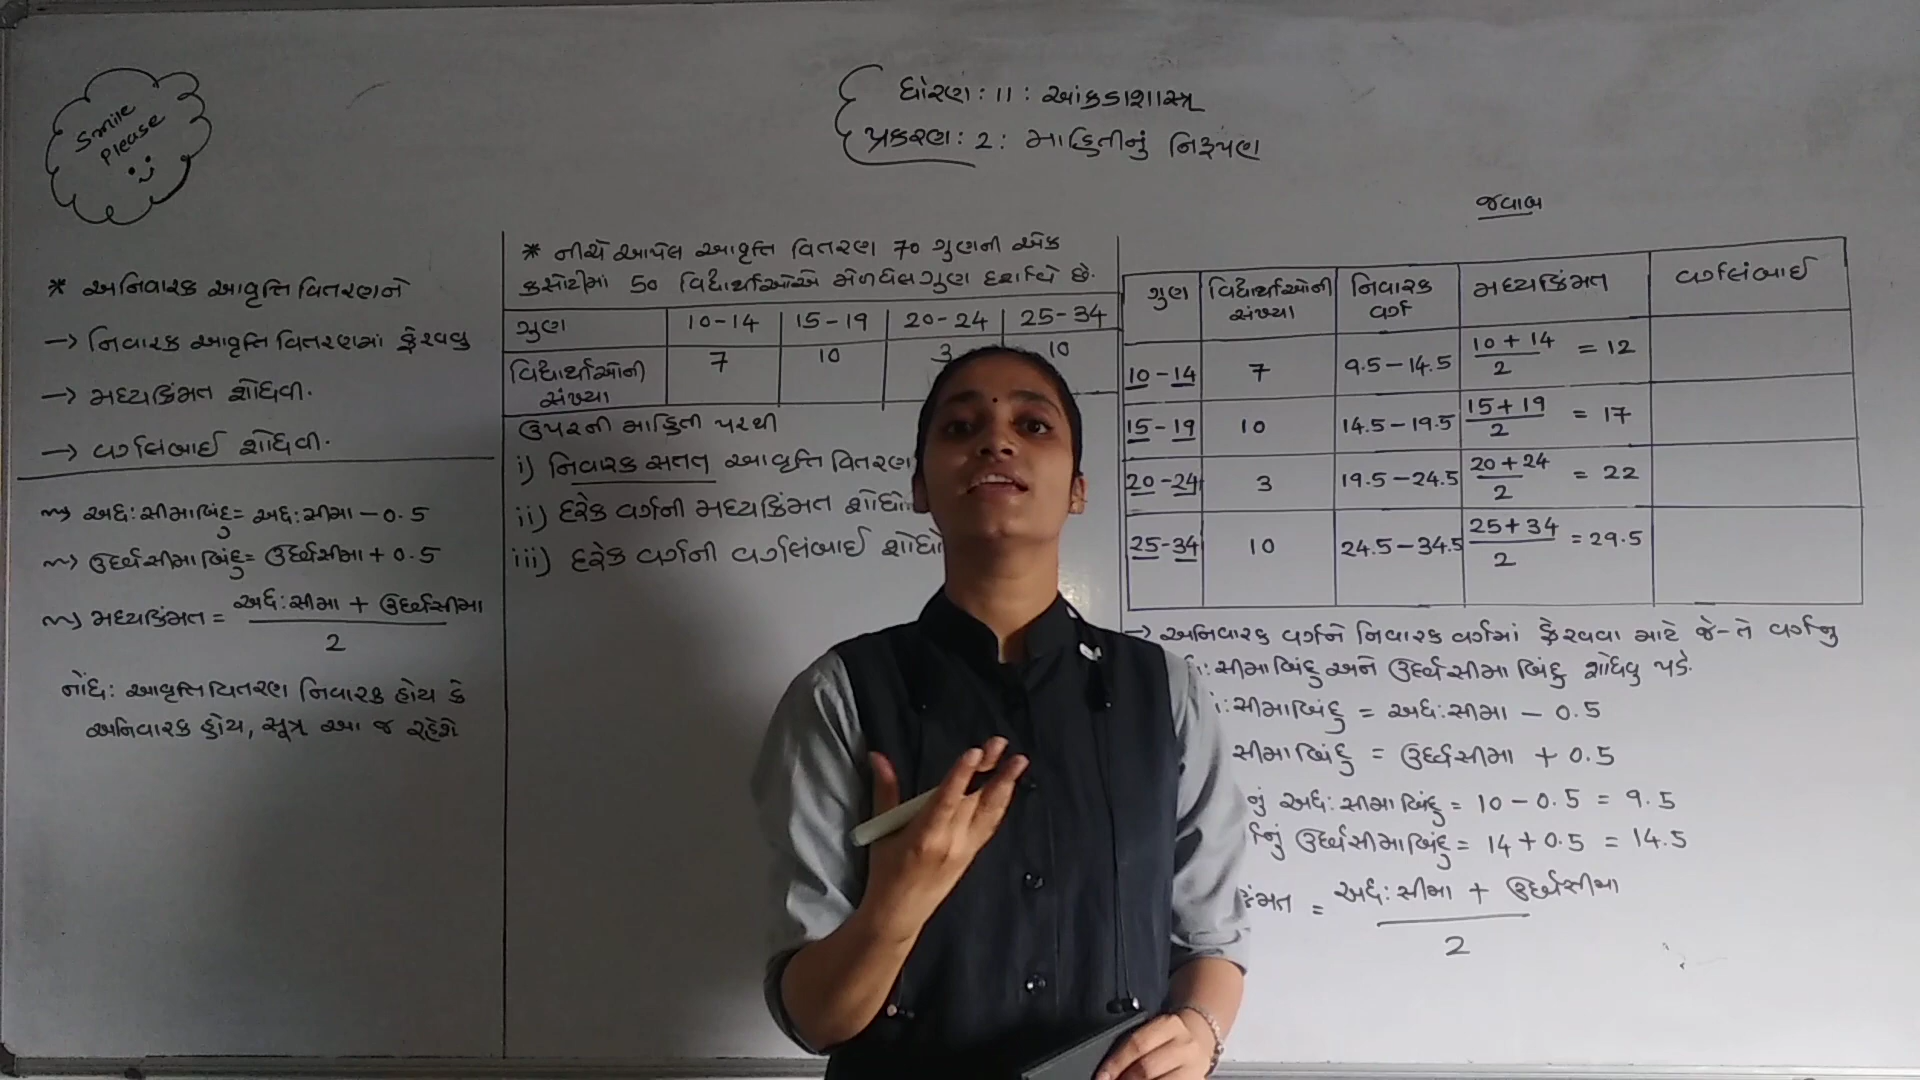 Smile
Please
ધોરણ : 11 : આંકડાશાસ્ત્ર
પ્રકરણ : 2 : માહિતીનું નિરૂપણ
* અનિવારક આવૃત્તિ વિતરણને
→ નિવારક આવૃત્તિ વિતરણમાં ફેરવવુ
→ મધ્યકિંમત શોધવી.
→ વર્ગલંબાઈ શોધવી.
અધ: સીમાબિંદુ = અધ: સીમા - 0.5
ઉર્ધ્વસીમાબિંદુ = ઉર્ધ્વસીમા + 0.5
મધ્યકિંમત = અધ: સીમા + ઉર્ધ્વસીમા
2
નોંધ: આવૃત્તિ વિતરણ નિવારક હોય કે
અનિવારક હોય, સૂત્ર આ જ રહેશે
* નીચે આપેલ આવૃત્તિ વિતરણ 70 ગુણની એક
કસોટીમાં 50 વિદ્યાર્થીઓએ મેળવેલ ગુણ દર્શાવે છે.
ગુણ 10-14 15-19 20-24 25-34
વિદ્યાર્થીઓની 7 10 3 10
સંખ્યા
ઉપરની માહિતી પરથી
i) નિવારક સતત આવૃત્તિ વિતરણ
ii) દરેક વર્ગની મધ્યકિંમત શોધો
iii) દરેક વર્ગની વર્ગલંબાઈ શોધો
જવાબ
ગુણ વિદ્યાર્થીઓની સંખ્યા નિવારક વર્ગ મધ્યકિંમત વર્ગલંબાઈ
10-14 7 9.5-14.5 10+14/2 = 12
15-19 10 14.5-19.5 15+19/2 = 17
20-24 3 19.5-24.5 20+24/2 = 22
25-34 10 24.5-34.5 25+34/2 = 29.5
→ અનિવારક વર્ગને નિવારક વર્ગમાં ફેરવવા માટે જે-તે વર્ગનુ
: સીમાબિંદુ અને ઉર્ધ્વસીમાબિંદુ શોધવુ પડે.
: સીમાબિંદુ = અધ: સીમા - 0.5
સીમાબિંદુ = ઉર્ધ્વસીમા + 0.5
નું અધ: સીમાબિંદુ = 10 - 0.5 = 9.5
નું ઉર્ધ્વસીમાબિંદુ = 14 + 0.5 = 14.5
કિંમત = અધ: સીમા + ઉર્ધ્વસીમા
2